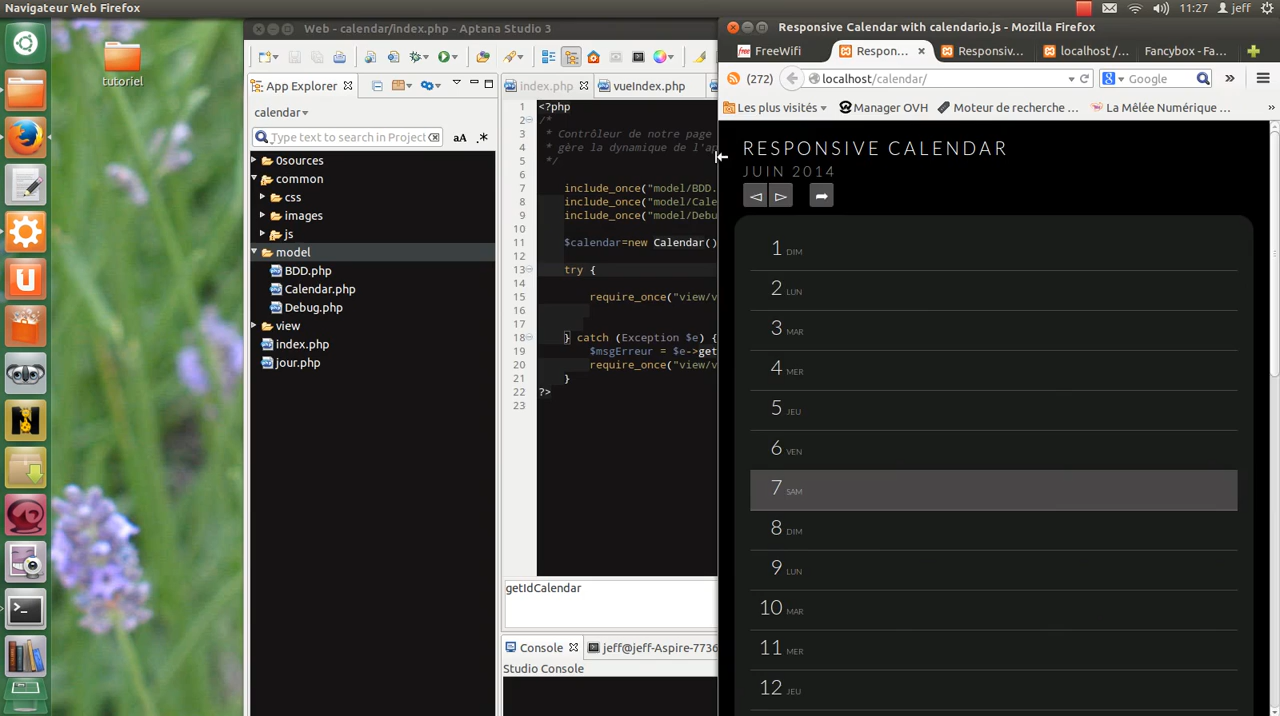 Navigateur Web Firefox
11:27 jeff
tutoriel
Web - calendar/index.php - Aptana Studio 3
App Explorer
calendar
Type text to search in Project
aA .*
0sources
common
css
images
js
model
BDD.php
Calendar.php
Debug.php
view
index.php
jour.php
Index.php
vueIndex.php
1 <?php
2 /*
3 * Contrôleur de notre page
4 * gère la dynamique de l'ap
5 */
6
7 include_once("model/BDD.
8 include_once("model/Cale
9 include_once("model/Debu
10
11 $calendar=new Calendar()
12
13 try {
14
15 require_once("view/v
16
17
18 } catch (Exception $e) {
19 $msgErreur = $e->get
20 require_once("view/v
21 }
22 ?>
23
getIdCalendar
Console
jeff@jeff-Aspire-7736
Studio Console
Responsive Calendar with calendario.js - Mozilla Firefox
FreeWifi
Respon...
Responsiv...
localhost /...
Fancybox - Fa...
(272)
localhost/calendar/
Google
Les plus visités
Manager OVH
Moteur de recherche ...
La Mêlée Numérique ...
RESPONSIVE CALENDAR
JUIN 2014
1 DIM
2 LUN
3 MAR
4 MER
5 JEU
6 VEN
7 SAM
8 DIM
9 LUN
10 MAR
11 MER
12 JEU